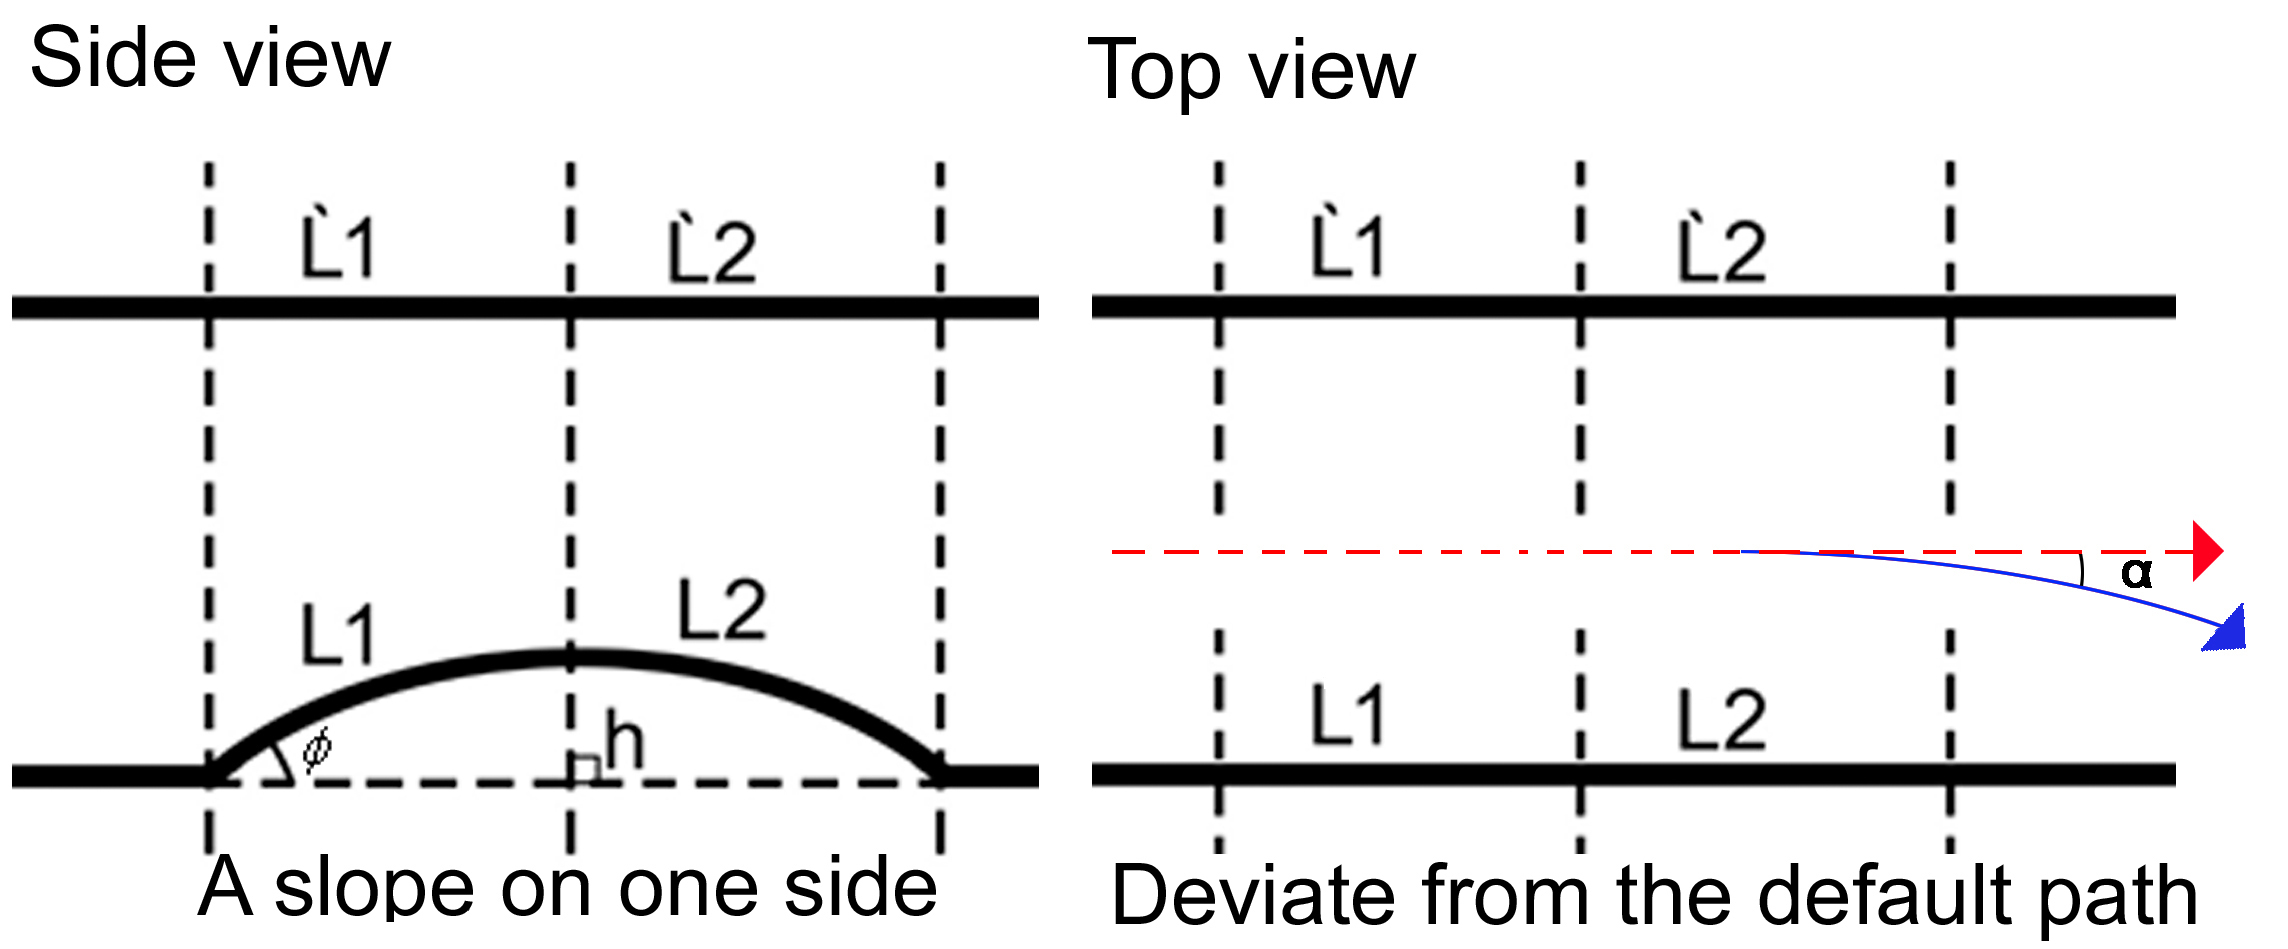 Side view
L̀1 L̀2
L1 L2
ϕ h
A slope on one side
Top view
L̀1 L̀2
α
L1 L2
Deviate from the default path